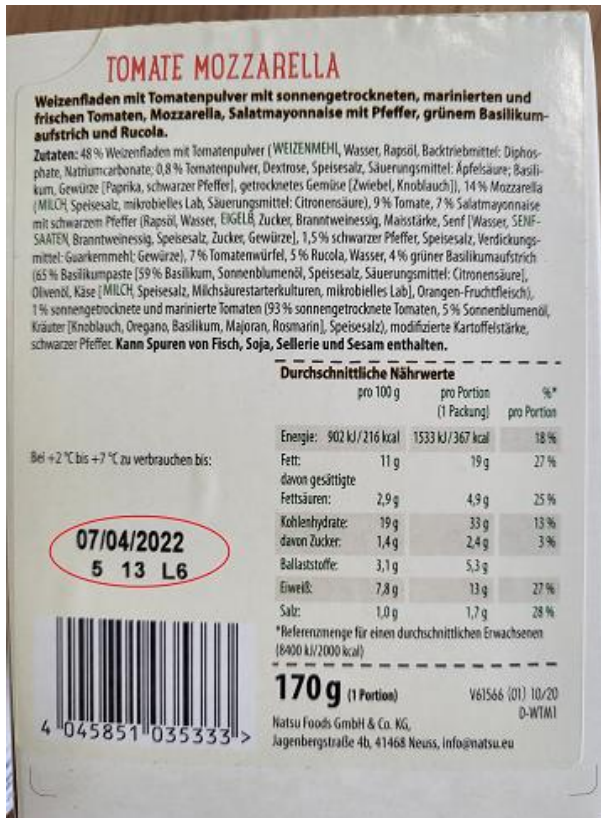 TOMATE MOZZARELLA
Weizenfladen mit Tomatenpulver mit sonnengetrockneten, marinierten und
frischen Tomaten, Mozzarella, Salatmayonnaise mit Pfeffer, grünem Basilikum-
aufstrich und Rucola.
Zutaten: 48 % Weizenfladen mit Tomatenpulver (WEIZENMEHL, Wasser, Rapsöl, Backtriebmittel: Diphos-
phate, Natriumcarbonate; 0,8 % Tomatenpulver, Dextrose, Speisesalz, Säuerungsmittel: Äpfelsäure; Basili-
kum, Gewürze [Paprika, schwarzer Pfeffer], getrocknetes Gemüse [Zwiebel, Knoblauch]), 14 % Mozzarella
(MILCH, Speisesalz, mikrobielles Lab, Säuerungsmittel: Citronensäure), 9 % Tomate, 7 % Salatmayonnaise
mit schwarzem Pfeffer (Rapsöl, Wasser, EIGELB, Zucker, Branntweinessig, Maisstärke, Senf [Wasser, SENF-
SAATEN, Branntweinessig, Speisesalz, Zucker, Gewürze], 1,5 % schwarzer Pfeffer, Speisesalz, Verdickungs-
mittel: Guarkernmehl; Gewürze), 7 % Tomatenwürfel, 5 % Rucola, Wasser, 4 % grüner Basilikumaufstrich
(65 % Basilikumpaste [59 % Basilikum, Sonnenblumenöl, Speisesalz, Säuerungsmittel: Citronensäure],
Olivenöl, Käse [MILCH, Speisesalz, Milchsäurestarterkulturen, mikrobielles Lab], Orangen-Fruchtfleisch),
1 % sonnengetrocknete und marinierte Tomaten (93 % sonnengetrocknete Tomaten, 5 % Sonnenblumenöl,
Kräuter [Knoblauch, Oregano, Basilikum, Majoran, Rosmarin], Speisesalz), modifizierte Kartoffelstärke,
schwarzer Pfeffer. Kann Spuren von Fisch, Soja, Sellerie und Sesam enthalten.
Durchschnittliche Nährwerte
pro 100 g pro Portion %*
(1 Packung) pro Portion
Energie: 902 kJ/216 kcal 1533 kJ/367 kcal 18 %
Fett: 11 g 19 g 27 %
davon gesättigte
Fettsäuren: 2,9 g 4,9 g 25 %
Kohlenhydrate: 19 g 33 g 13 %
davon Zucker: 1,4 g 2,4 g 3 %
Ballaststoffe: 3,1 g 5,3 g
Eiweiß: 7,8 g 13 g 27 %
Salz: 1,0 g 1,7 g 28 %
*Referenzmenge für einen durchschnittlichen Erwachsenen
(8400 kJ/2000 kcal)
Bei +2 °C bis +7 °C zu verbrauchen bis:
07/04/2022
5 13 L6
4 045851 035333 >
170 g (1 Portion)
V61566 (01) 10/20
D-WTM1
Natsu Foods GmbH & Co. KG,
Jagenbergstraße 4b, 41468 Neuss, info@natsu.eu